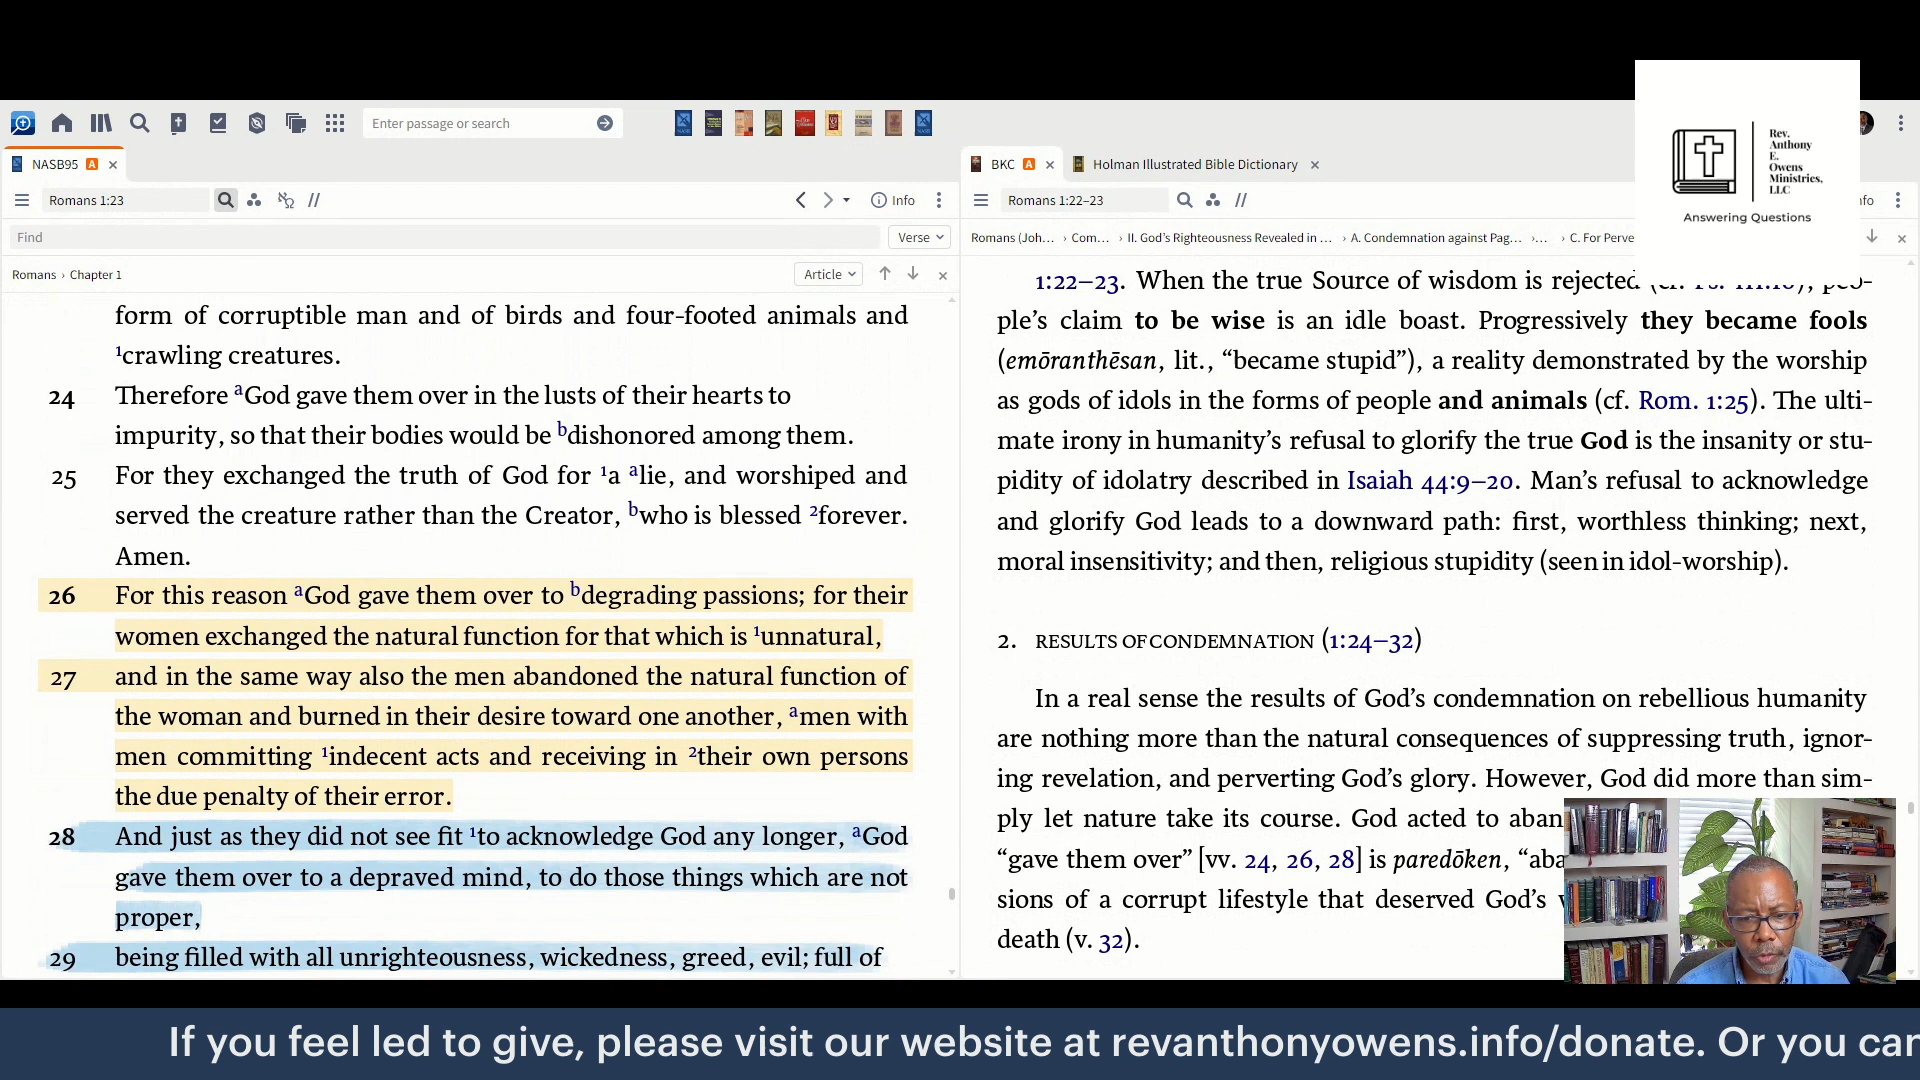 Enter passage or search
NASB95 A
Romans 1:23
Info
Find
Verse
Romans › Chapter 1
Article
form of corruptible man and of birds and four-footed animals and
¹crawling creatures.
24 Therefore ᵃGod gave them over in the lusts of their hearts to
impurity, so that their bodies would be ᵇdishonored among them.
25 For they exchanged the truth of God for ¹a ᵃlie, and worshiped and
served the creature rather than the Creator, ᵇwho is blessed ²forever.
Amen.
26 For this reason ᵃGod gave them over to ᵇdegrading passions; for their
women exchanged the natural function for that which is ¹unnatural,
27 and in the same way also the men abandoned the natural function of
the woman and burned in their desire toward one another, ᵃmen with
men committing ¹indecent acts and receiving in ²their own persons
the due penalty of their error.
28 And just as they did not see fit ¹to acknowledge God any longer, ᵃGod
gave them over to a depraved mind, to do those things which are not
proper,
29 being filled with all unrighteousness, wickedness, greed, evil; full of
BKC A
Holman Illustrated Bible Dictionary
Romans 1:22–23
nfo
Romans (Joh... › Com... › II. God's Righteousness Revealed in ... › A. Condemnation against Pag... ›... › C. For Perve
1:22–23. When the true Source of wisdom is rejected peo-
ple's claim to be wise is an idle boast. Progressively they became fools
(emōranthēsan, lit., “became stupid”), a reality demonstrated by the worship
as gods of idols in the forms of people and animals (cf. Rom. 1:25). The ulti-
mate irony in humanity's refusal to glorify the true God is the insanity or stu-
pidity of idolatry described in Isaiah 44:9–20. Man's refusal to acknowledge
and glorify God leads to a downward path: first, worthless thinking; next,
moral insensitivity; and then, religious stupidity (seen in idol-worship).
2. RESULTS OF CONDEMNATION (1:24–32)
In a real sense the results of God's condemnation on rebellious humanity
are nothing more than the natural consequences of suppressing truth, ignor-
ing revelation, and perverting God's glory. However, God did more than sim-
ply let nature take its course. God acted to aban
“gave them over” [vv. 24, 26, 28] is paredōken, “aba
sions of a corrupt lifestyle that deserved God's
death (v. 32).
Rev.
Anthony
E.
Owens
Ministries,
LLC
Answering Questions
If you feel led to give, please visit our website at revanthonyowens.info/donate. Or you can